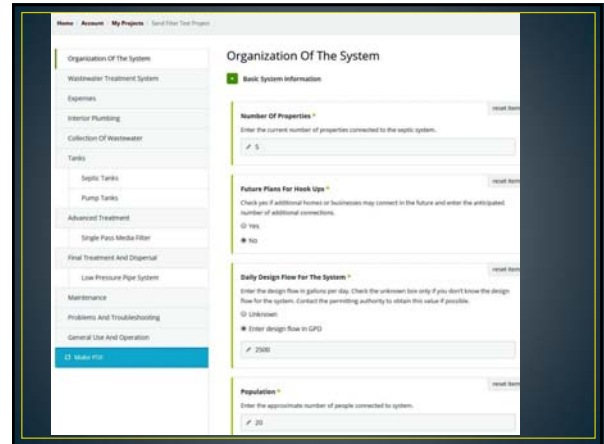 Home / Account / My Projects / Sand Filter Test Project
Organization Of The System
Wastewater Treatment System
Expenses
Interior Plumbing
Collection Of Wastewater
Tanks
Septic Tanks
Pump Tanks
Advanced Treatment
Single Pass Media Filter
Final Treatment And Dispersal
Low Pressure Pipe System
Maintenance
Problems And Troubleshooting
General Use And Operation
Make PDF
Organization Of The System
Basic System Information
reset item
Number Of Properties *
Enter the current number of properties connected to the septic system.
5
reset item
Future Plans For Hook Ups *
Check yes if additional homes or businesses may connect in the future and enter the anticipated
number of additional connections.
Yes
No
reset item
Daily Design Flow For The System *
Enter the design flow in gallons per day. Check the unknown box only if you don't know the design
flow for the system. Contact the permitting authority to obtain this value if possible.
Unknown
Enter design flow in GPD
2500
reset item
Population *
Enter the approximate number of people connected to system.
20